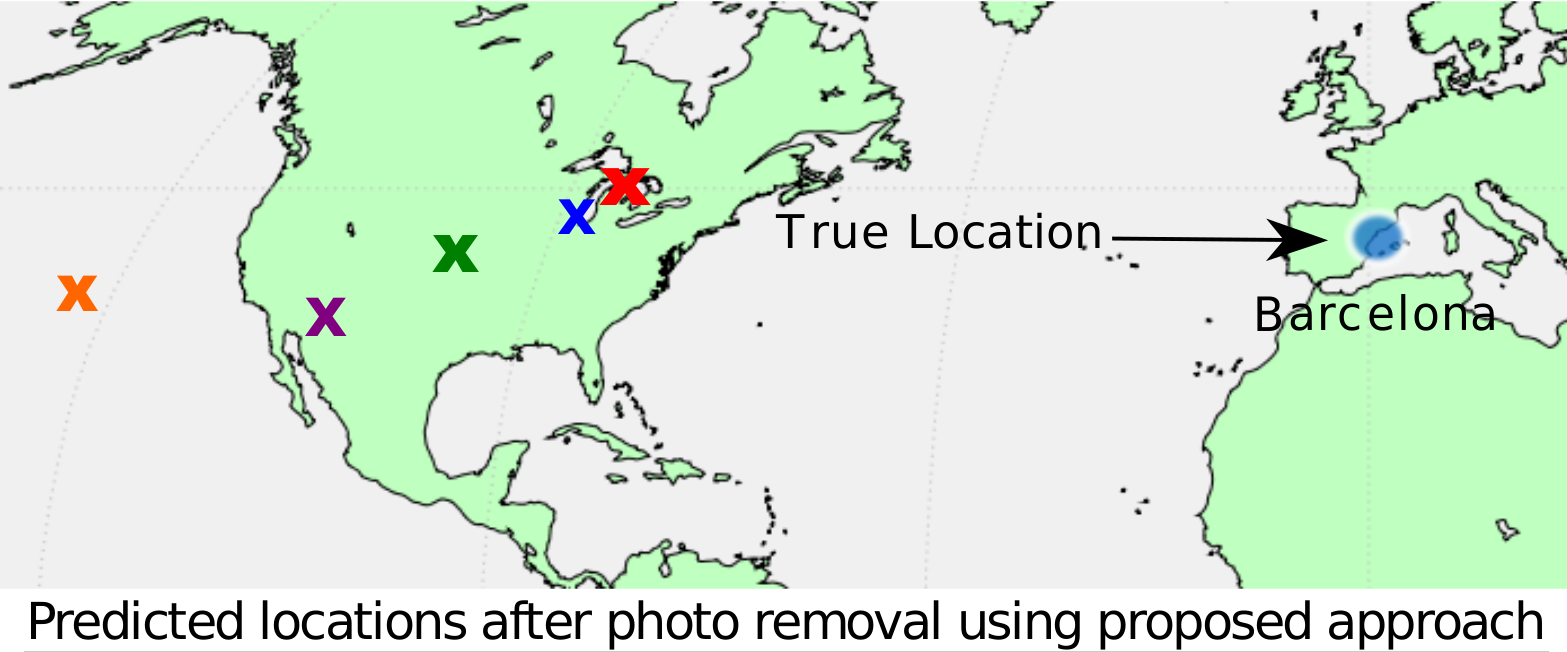 True Location
Barcelona
Predicted locations after photo removal using proposed approach